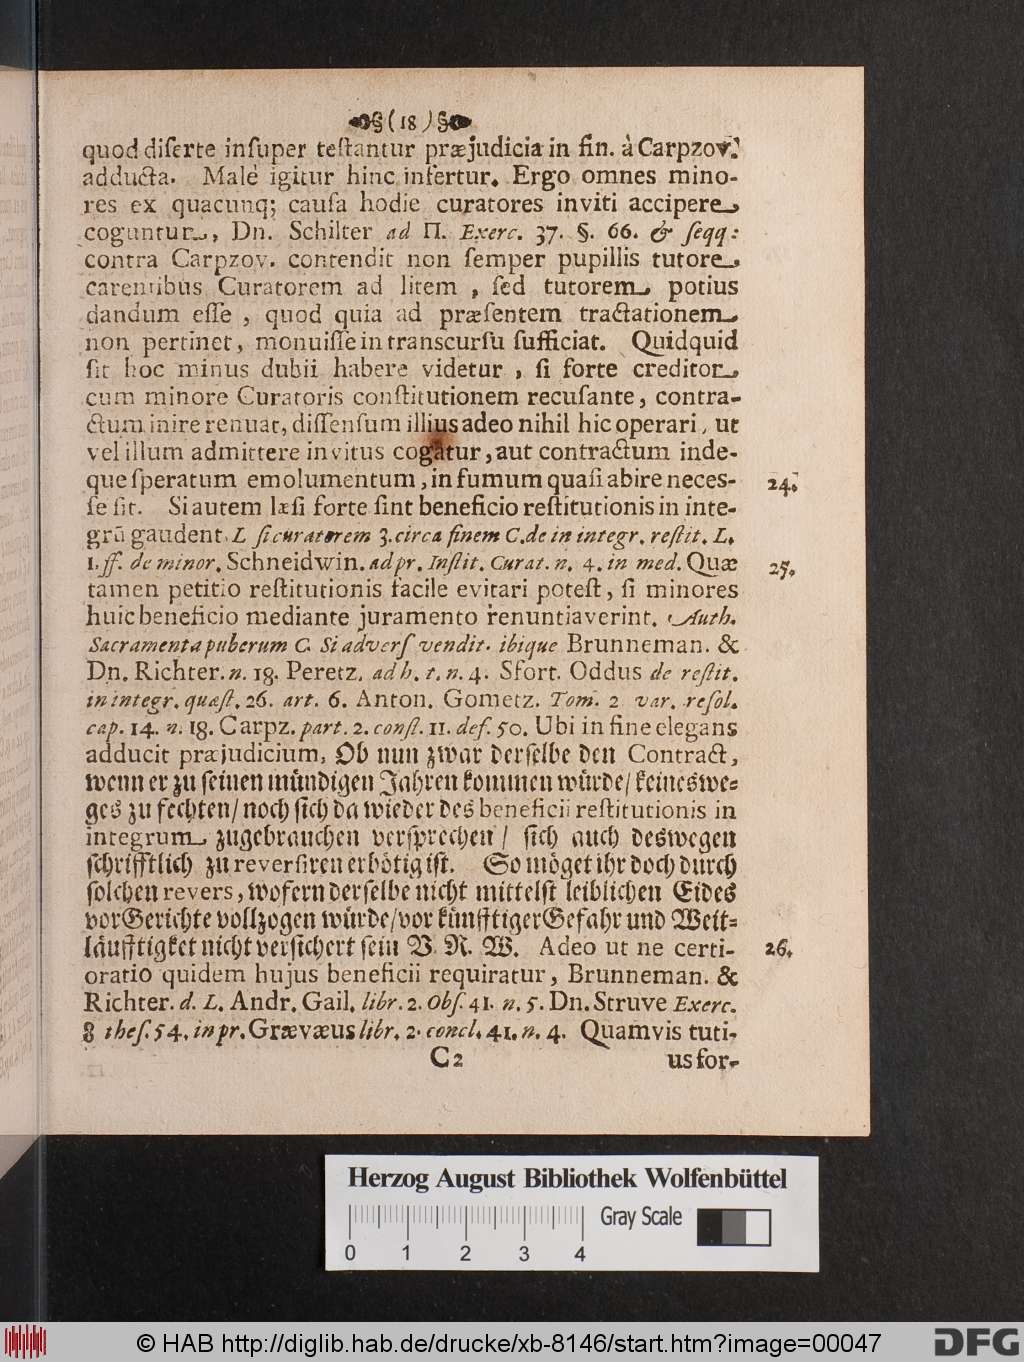 § ( 18 ) §
quod diſerte inſuper teſtantur præjudicia in fin. à Carpzov.
adducta. Malè igitur hinc infertur. Ergo omnes mino-
res ex quacunq; cauſa hodie curatores inviti accipere
coguntur, Dn. Schilter ad Π. Exerc. 37. §. 66. & ſeqq:
contra Carpzov. contendit non ſemper pupillis tutore
carentibus Curatorem ad litem, ſed tutorem potius
dandum eſſe, quod quia ad præſentem tractationem
non pertinet, monuiſſe in transcurſu ſufficiat. Quidquid
ſit hoc minus dubii habere videtur, ſi forte creditor
cum minore Curatoris conſtitutionem recuſante, contra-
ctum inire renuat, diſſenſum illius adeo nihil hic operari, ut
vel illum admittere invitus cogatur, aut contractum inde-
que ſperatum emolumentum, in fumum quaſi abire neces-
ſe ſit. Si autem læſi forte ſint beneficio reſtitutionis in inte-
24.
grū gaudent. L ſi curatorem 3. circa finem C. de in integr. reſtit. L.
1. ff. de minor. Schneidwin. ad pr. Inſtit. Curat. n. 4. in med. Quæ
25.
tamen petitio reſtitutionis facile evitari poteſt, ſi minores
huic beneficio mediante juramento renuntiaverint. Auth.
Sacramenta puberum C. Si adverſ vendit. ibique Brunneman. &
Dn. Richter. n. 18. Peretz. ad h. t. n. 4. Sfort. Oddus de reſtit.
in integr. quæſt. 26. art. 6. Anton. Gometz. Tom. 2 var. reſol.
cap. 14. n. 18. Carpz. part. 2. conſt. 11. def. 50. Ubi in fine elegans
adducit præjudicium, Ob nun zwar derſelbe den Contract,
wenn er zu ſeinen mündigen Jahren kommen würde/ keineswe-
ges zu fechten/ noch ſich da wieder des beneficii reſtitutionis in
integrum zugebrauchen verſprechen/ ſich auch deswegen
ſchrifftlich zu reverſiren erbötig iſt. So möget ihr doch durch
ſolchen revers, wofern derſelbe nicht mittelſt leiblichen Eides
vor Gerichte vollzogen würde/ vor künfftiger Gefahr und Weit-
läufftigket nicht verſichert ſein V. R. W. Adeo ut ne certi-
26.
oratio quidem hujus beneficii requiratur, Brunneman. &
Richter. d. L. Andr. Gail. libr. 2. Obſ. 41. n. 5. Dn. Struve Exerc.
8 theſ. 54. in pr. Grævæus libr. 2. concl. 41. n. 4. Quamvis tuti-
C2
us for-
Herzog August Bibliothek Wolfenbüttel
Gray Scale
0 1 2 3 4
© HAB http://diglib.hab.de/drucke/xb-8146/start.htm?image=00047
DFG